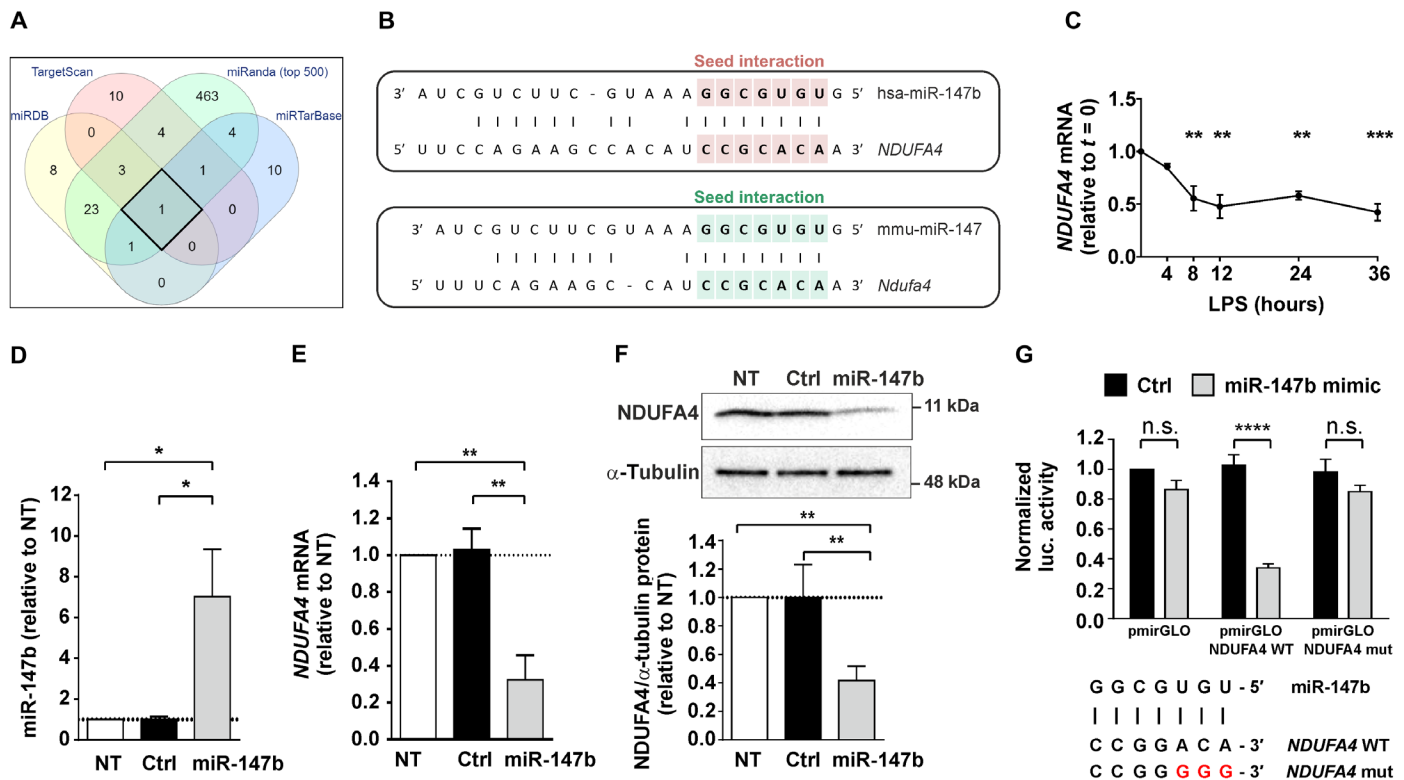 A
TargetScan
miRanda (top 500)
miRDB
miRTarBase
10
463
0
4
4
8
3
1
10
23
1
0
1
0
0
B
Seed interaction
3′ A U C G U C U U C - G U A A A G G C G U G U G 5′ hsa-miR-147b
5′ U U C C A G A A G C C A C A U C C G C A C A A 3′ NDUFA4
Seed interaction
3′ A U C G U C U U C G U A A A G G C G U G U G 5′ mmu-miR-147
5′ U U U C A G A A G C - C A U C C G C A C A A 3′ Ndufa4
C
NDUFA4 mRNA
(relative to t = 0)
1.5
1.0
0.5
0.0
** ** ** ***
4 8 12 24 36
LPS (hours)
D
miR-147b (relative to NT)
12
10
8
6
4
2
0
*
*
NT Ctrl miR-147b
E
NDUFA4 mRNA
(relative to NT)
1.4
1.2
1.0
0.8
0.6
0.4
0.2
0.0
**
**
NT Ctrl miR-147b
F
NT Ctrl miR-147b
NDUFA4
11 kDa
α-Tubulin
48 kDa
NDUFA4/α-tubulin protein
(relative to NT)
1.4
1.2
1.0
0.8
0.6
0.4
0.2
0.0
**
**
NT Ctrl miR-147b
G
Ctrl miR-147b mimic
Normalized
luc. activity
1.2
1.0
0.8
0.6
0.4
0.2
0.0
n.s. **** n.s.
pmirGLO
pmirGLO
NDUFA4 WT
pmirGLO
NDUFA4 mut
G G C G U G U - 5′ miR-147b
C C G G A C A - 3′ NDUFA4 WT
C C G G G G G - 3′ NDUFA4 mut